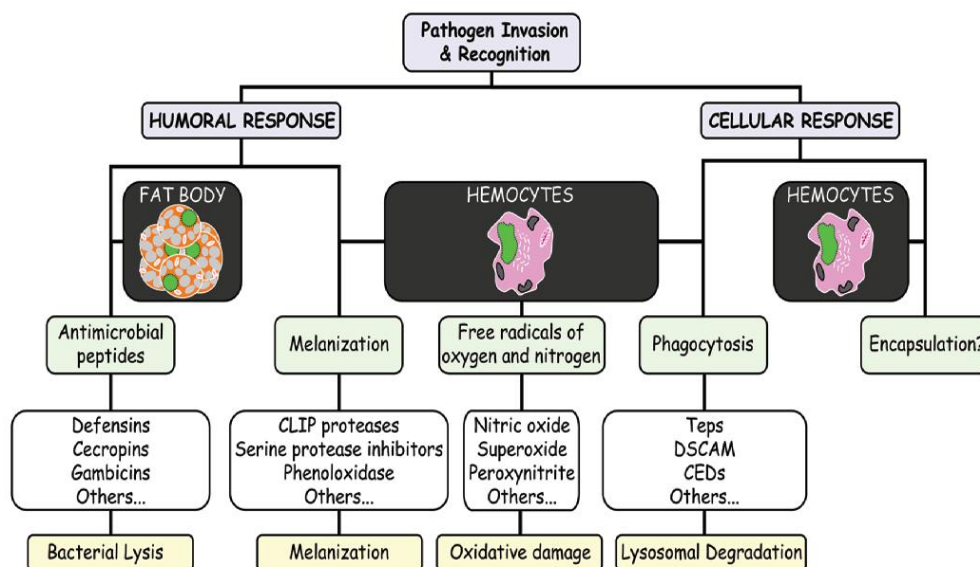 Pathogen Invasion
& Recognition
HUMORAL RESPONSE
CELLULAR RESPONSE
FAT BODY
HEMOCYTES
HEMOCYTES
Antimicrobial
peptides
Melanization
Free radicals of
oxygen and nitrogen
Phagocytosis
Encapsulation?
Defensins
Cecropins
Gambicins
Others...
CLIP proteases
Serine protease inhibitors
Phenoloxidase
Others...
Nitric oxide
Superoxide
Peroxynitrite
Others...
Teps
DSCAM
CEDs
Others...
Bacterial Lysis
Melanization
Oxidative damage
Lysosomal Degradation